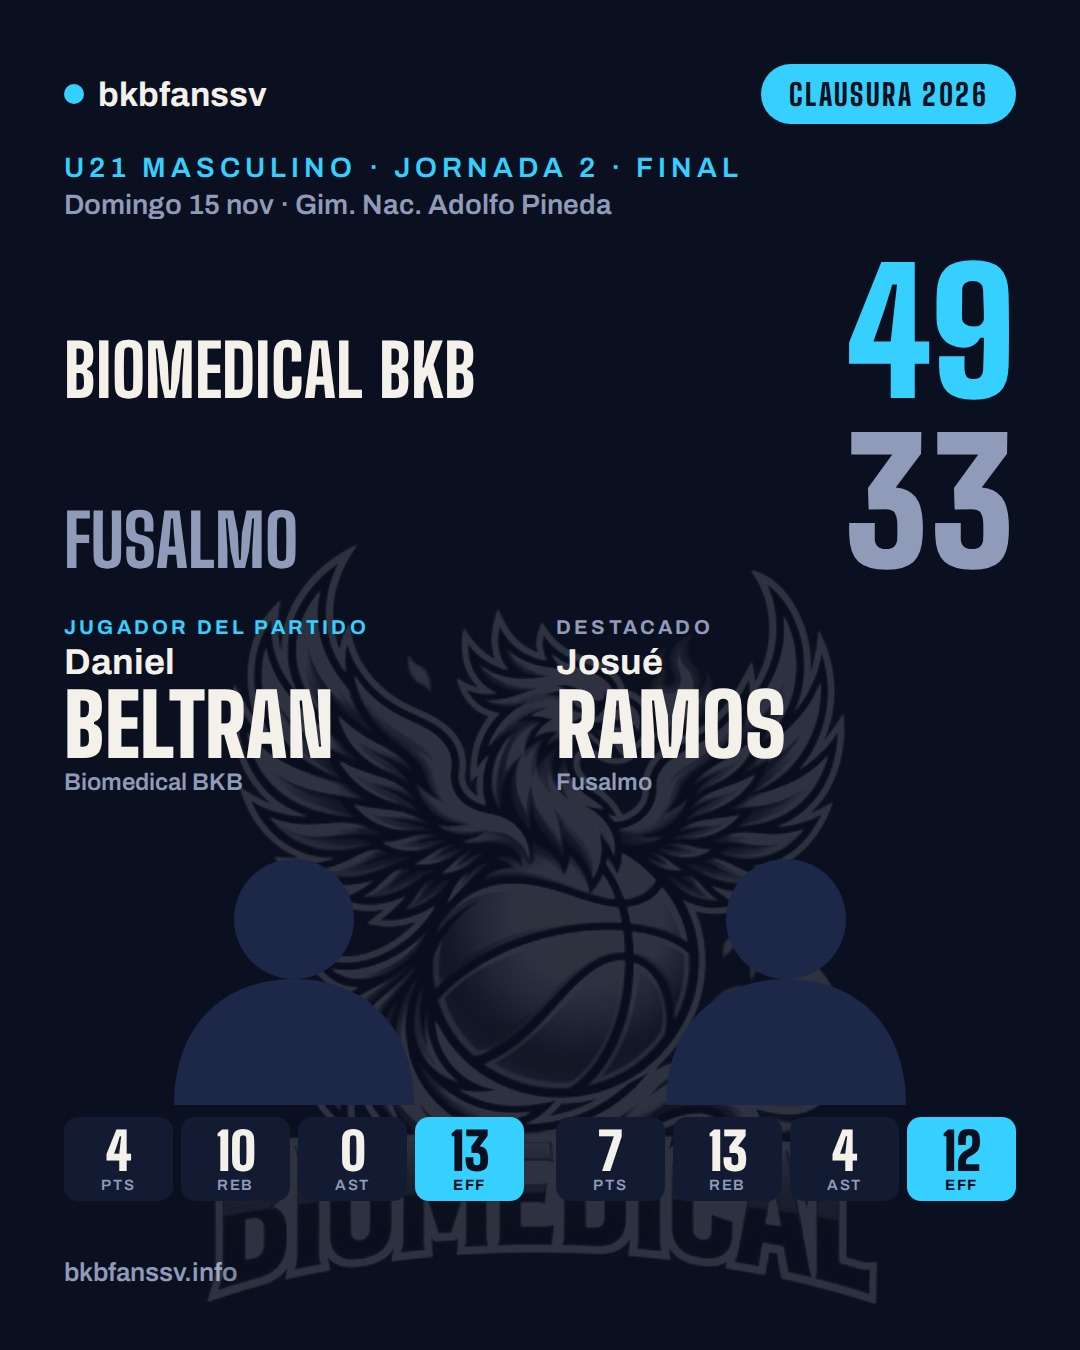 bkbfanssv
CLAUSURA 2026
U21 MASCULINO · JORNADA 2 · FINAL
Domingo 15 nov · Gim. Nac. Adolfo Pineda
BIOMEDICAL BKB
49
FUSALMO
33
JUGADOR DEL PARTIDO
Daniel
BELTRAN
Biomedical BKB
DESTACADO
Josué
RAMOS
Fusalmo
4 PTS
10 REB
0 AST
13 EFF
7 PTS
13 REB
4 AST
12 EFF
BIOMEDICAL
bkbfanssv.info